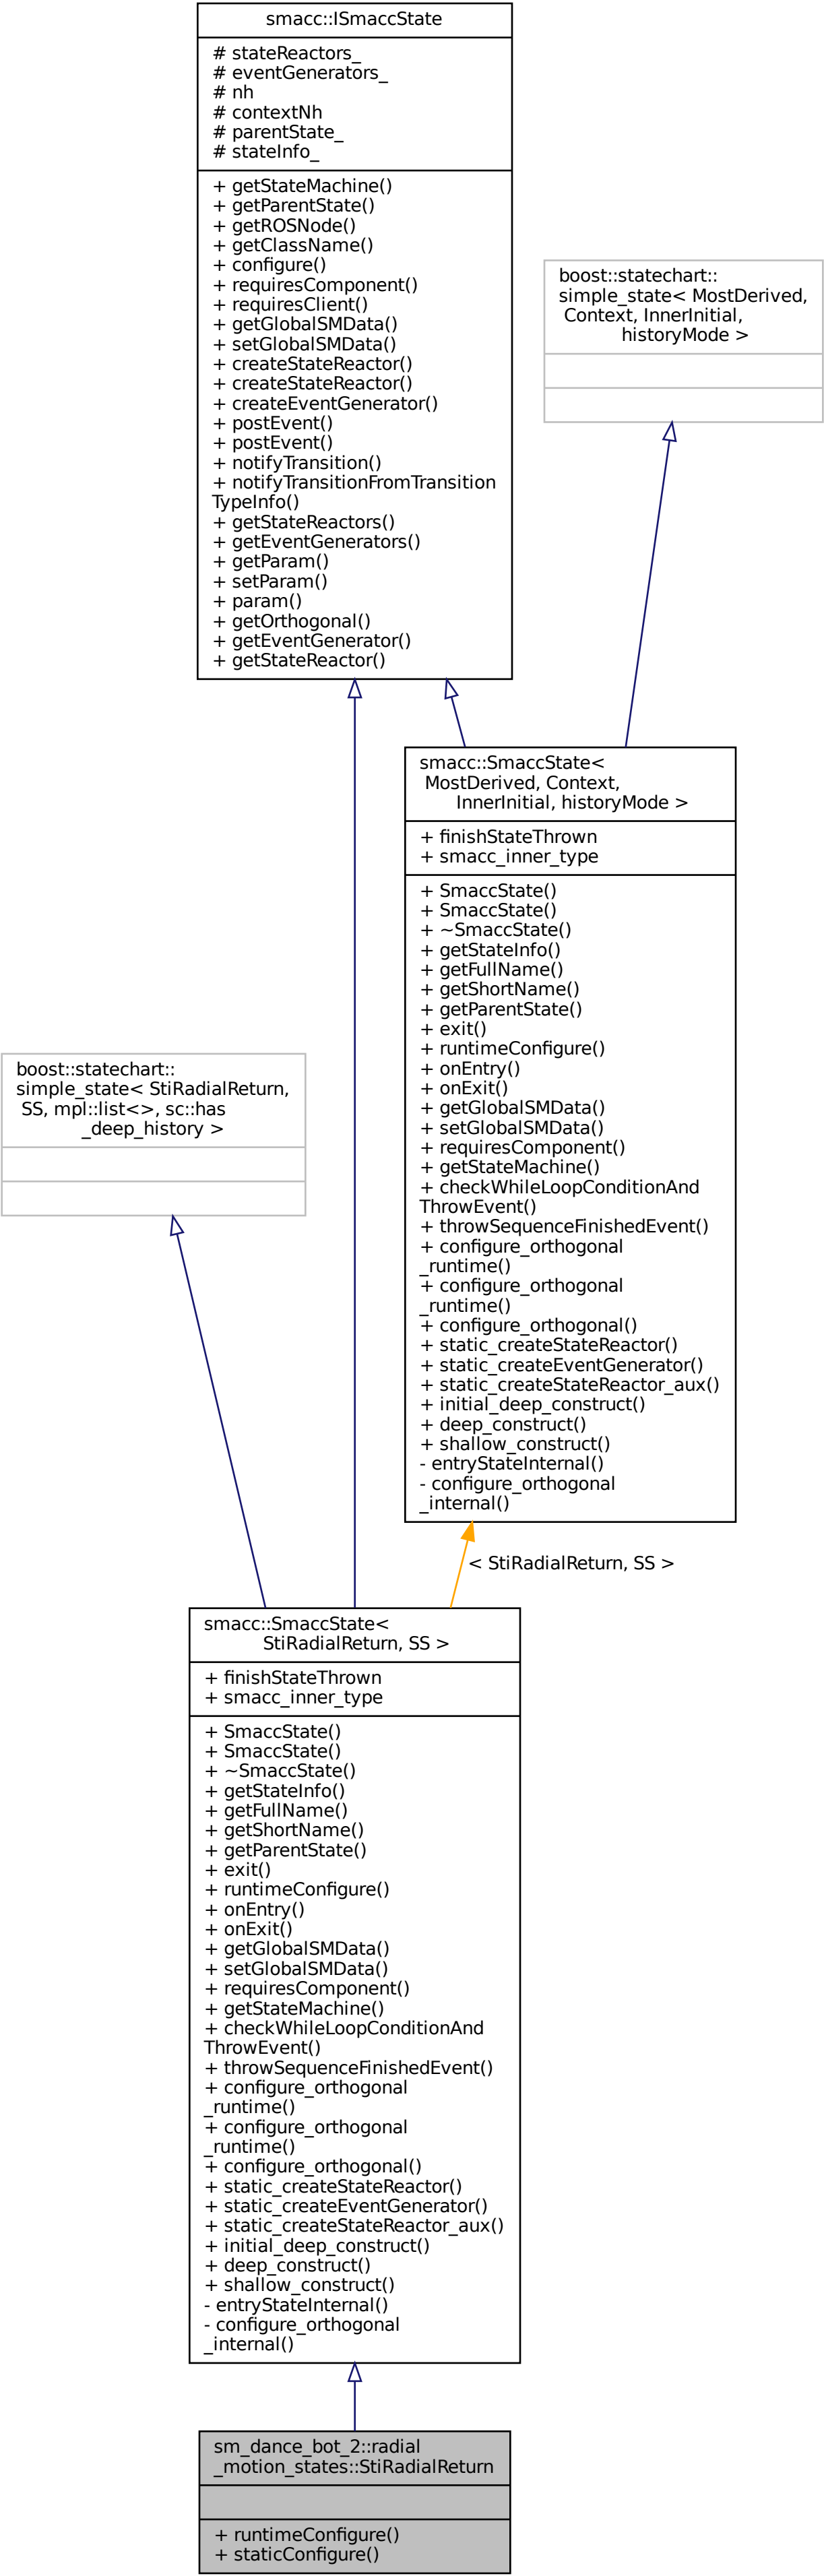 smacc::ISmaccState
# stateReactors_
# eventGenerators_
# nh
# contextNh
# parentState_
# stateInfo_
+ getStateMachine()
+ getParentState()
+ getROSNode()
+ getClassName()
+ configure()
+ requiresComponent()
+ requiresClient()
+ getGlobalSMData()
+ setGlobalSMData()
+ createStateReactor()
+ createStateReactor()
+ createEventGenerator()
+ postEvent()
+ postEvent()
+ notifyTransition()
+ notifyTransitionFromTransition
TypeInfo()
+ getStateReactors()
+ getEventGenerators()
+ getParam()
+ setParam()
+ param()
+ getOrthogonal()
+ getEventGenerator()
+ getStateReactor()
boost::statechart::
simple_state< MostDerived,
Context, InnerInitial,
historyMode >
smacc::SmaccState<
MostDerived, Context,
InnerInitial, historyMode >
+ finishStateThrown
+ smacc_inner_type
+ SmaccState()
+ SmaccState()
+ ~SmaccState()
+ getStateInfo()
+ getFullName()
+ getShortName()
+ getParentState()
+ exit()
+ runtimeConfigure()
+ onEntry()
+ onExit()
+ getGlobalSMData()
+ setGlobalSMData()
+ requiresComponent()
+ getStateMachine()
+ checkWhileLoopConditionAnd
ThrowEvent()
+ throwSequenceFinishedEvent()
+ configure_orthogonal
_runtime()
+ configure_orthogonal
_runtime()
+ configure_orthogonal()
+ static_createStateReactor()
+ static_createEventGenerator()
+ static_createStateReactor_aux()
+ initial_deep_construct()
+ deep_construct()
+ shallow_construct()
- entryStateInternal()
- configure_orthogonal
_internal()
boost::statechart::
simple_state< StiRadialReturn,
SS, mpl::list<>, sc::has
_deep_history >
< StiRadialReturn, SS >
smacc::SmaccState<
StiRadialReturn, SS >
+ finishStateThrown
+ smacc_inner_type
+ SmaccState()
+ SmaccState()
+ ~SmaccState()
+ getStateInfo()
+ getFullName()
+ getShortName()
+ getParentState()
+ exit()
+ runtimeConfigure()
+ onEntry()
+ onExit()
+ getGlobalSMData()
+ setGlobalSMData()
+ requiresComponent()
+ getStateMachine()
+ checkWhileLoopConditionAnd
ThrowEvent()
+ throwSequenceFinishedEvent()
+ configure_orthogonal
_runtime()
+ configure_orthogonal
_runtime()
+ configure_orthogonal()
+ static_createStateReactor()
+ static_createEventGenerator()
+ static_createStateReactor_aux()
+ initial_deep_construct()
+ deep_construct()
+ shallow_construct()
- entryStateInternal()
- configure_orthogonal
_internal()
sm_dance_bot_2::radial
_motion_states::StiRadialReturn
+ runtimeConfigure()
+ staticConfigure()